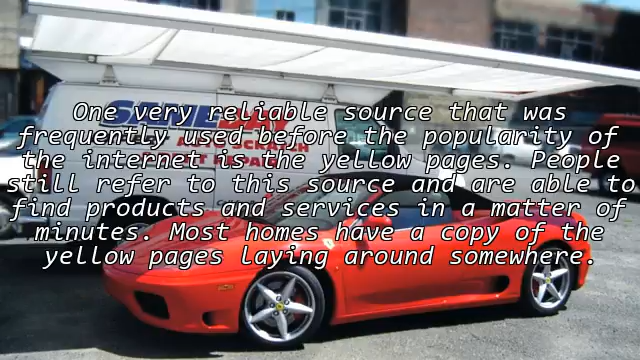 One very reliable source that was
frequently used before the popularity of
the internet is the yellow pages. People
still refer to this source and are able to
find products and services in a matter of
minutes. Most homes have a copy of the
yellow pages laying around somewhere.